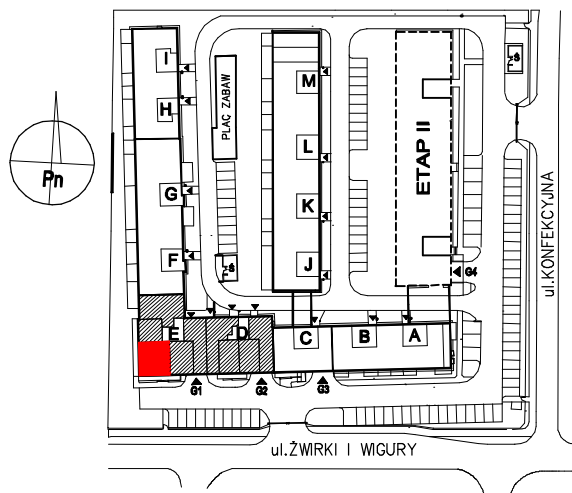 I
H
G
F
E
D
C
B
A
M
L
K
J
PLAC ZABAW
ETAP II
Ś
Ś
Pn
G1
G2
G3
G4
ul.KONFEKCYJNA
ul.ŻWIRKI I WIGURY